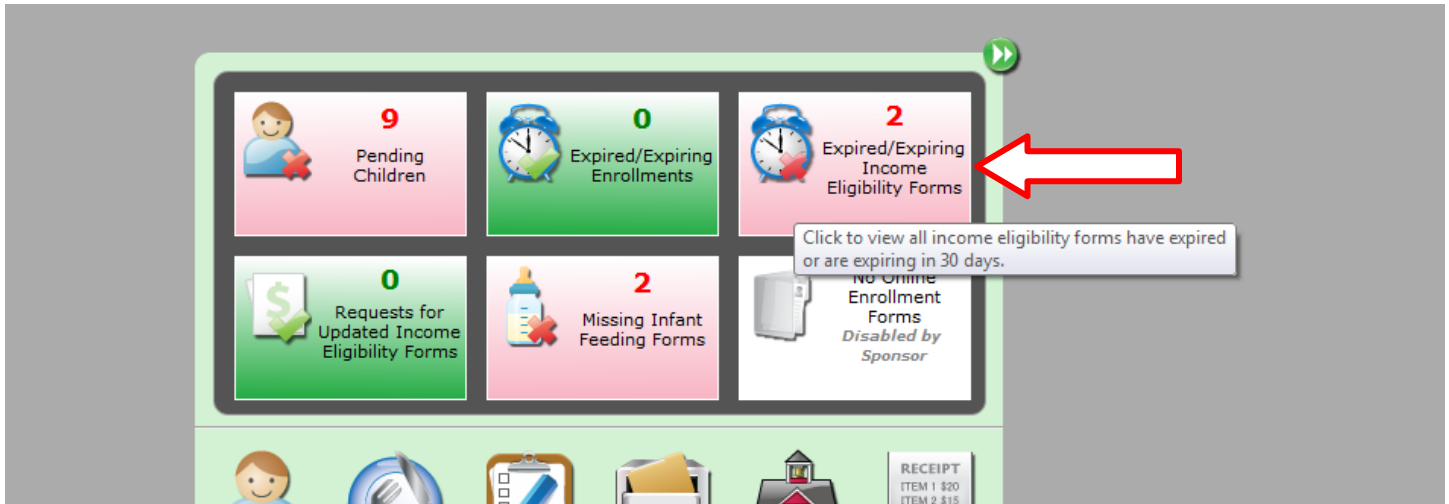 9
Pending
Children
0
Expired/Expiring
Enrollments
2
Expired/Expiring
Income
Eligibility Forms
Click to view all income eligibility forms have expired
or are expiring in 30 days.
0
Requests for
Updated Income
Eligibility Forms
2
Missing Infant
Feeding Forms
No Online
Enrollment
Forms
Disabled by
Sponsor
RECEIPT
ITEM 1 $20
ITEM 2 $15